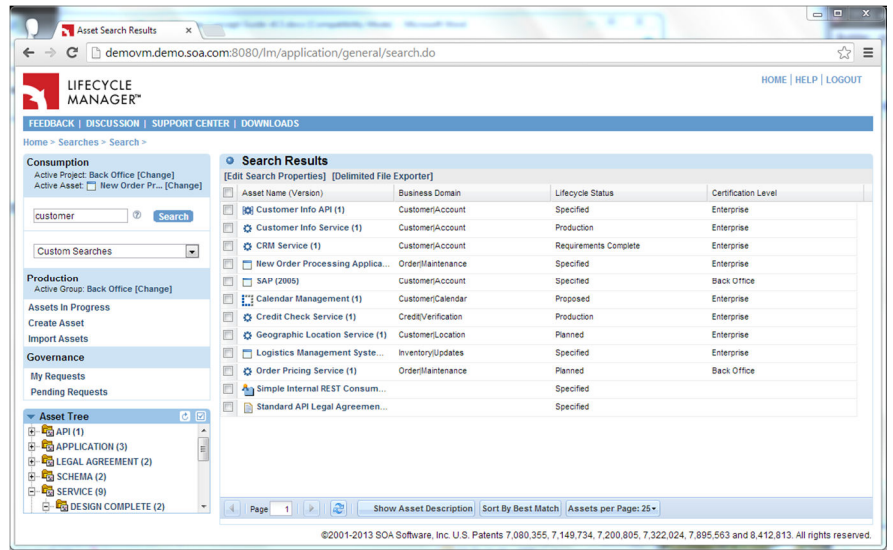 Asset Search Results
demovm.demo.soa.com:8080/lm/application/general/search.do
LIFECYCLE
MANAGER™
HOME | HELP | LOGOUT
FEEDBACK | DISCUSSION | SUPPORT CENTER | DOWNLOADS
Home > Searches > Search >
Consumption
Active Project: Back Office [Change]
Active Asset: New Order Pr... [Change]
customer Search
Custom Searches
Production
Active Group: Back Office [Change]
Assets In Progress
Create Asset
Import Assets
Governance
My Requests
Pending Requests
Asset Tree
API (1)
APPLICATION (3)
LEGAL AGREEMENT (2)
SCHEMA (2)
SERVICE (9)
DESIGN COMPLETE (2)
Search Results
[Edit Search Properties] [Delimited File Exporter]
Asset Name (Version) Business Domain Lifecycle Status Certification Level
Customer Info API (1) Customer|Account Specified Enterprise
Customer Info Service (1) Customer|Account Production Enterprise
CRM Service (1) Customer|Account Requirements Complete Enterprise
New Order Processing Applica... Order|Maintenance Specified Enterprise
SAP (2005) Customer|Account Specified Back Office
Calendar Management (1) Customer|Calendar Proposed Enterprise
Credit Check Service (1) Credit|Verification Production Enterprise
Geographic Location Service (1) Customer|Location Planned Enterprise
Logistics Management Syste... Inventory|Updates Specified Enterprise
Order Pricing Service (1) Order|Maintenance Planned Back Office
Simple Internal REST Consum... Specified
Standard API Legal Agreemen... Specified
Page 1 Show Asset Description Sort By Best Match Assets per Page: 25
©2001-2013 SOA Software, Inc. U.S. Patents 7,080,355, 7,149,734, 7,200,805, 7,322,024, 7,895,563 and 8,412,813. All rights reserved.